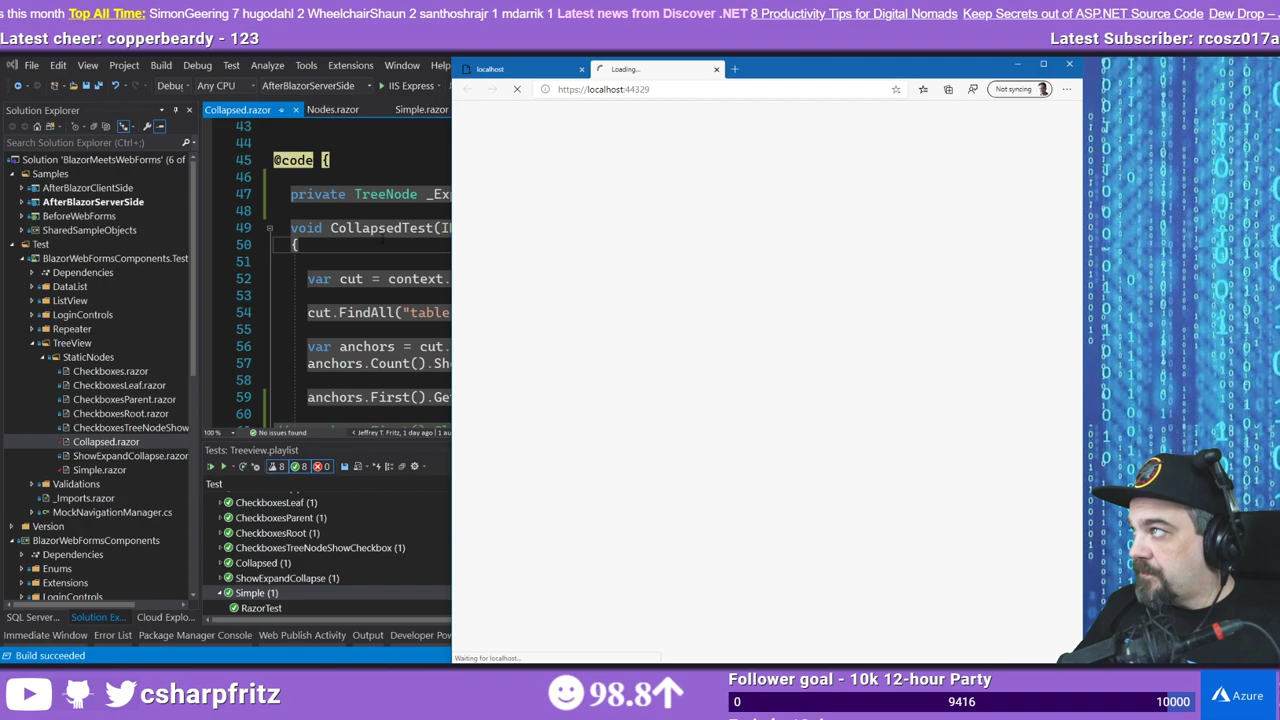 s this month Top All Time: SimonGeering 7 hugodahl 2 WheelchairShaun 2 santhoshrajr 1 mdarrik 1 Latest news from Discover .NET 8 Productivity Tips for Digital Nomads Keep Secrets out of ASP.NET Source Code Dew Drop –
Latest cheer: copperbeardy - 123
Latest Subscriber: rcosz017a
File Edit View Project Build Debug Test Analyze Tools Extensions Window
Debug Any CPU AfterBlazorServerSide IIS Express
localhost
Loading...
https://localhost:44329
Not syncing
Solution Explorer
Search Solution Explorer (Ctrl+;)
Solution 'BlazorMeetsWebForms' (6 of
Samples
AfterBlazorClientSide
AfterBlazorServerSide
BeforeWebForms
SharedSampleObjects
Test
BlazorWebFormsComponents.Test
Dependencies
DataList
ListView
LoginControls
Repeater
TreeView
StaticNodes
Checkboxes.razor
CheckboxesLeaf.razor
CheckboxesParent.razor
CheckboxesRoot.razor
CheckboxesTreeNodeShow
Collapsed.razor
ShowExpandCollapse.razor
Simple.razor
Validations
_Imports.razor
MockNavigationManager.cs
Version
BlazorWebFormsComponents
Dependencies
Enums
Extensions
LoginControls
SQL Server... Solution Ex... Cloud Explo...
Collapsed.razor Nodes.razor Simple.razor
43
44
45 @code {
46
47 private TreeNode _Exp
48
49 void CollapsedTest(I
50 {
51
52 var cut = context.
53
54 cut.FindAll("table
55
56 var anchors = cut.
57 anchors.Count().Sh
58
59 anchors.First().Ge
60
100 % No issues found Jeffrey T. Fritz, 1 day ago | 1 au
Tests: Treeview.playlist
8 8 0
Test
CheckboxesLeaf (1)
CheckboxesParent (1)
CheckboxesRoot (1)
CheckboxesTreeNodeShowCheckbox (1)
Collapsed (1)
ShowExpandCollapse (1)
Simple (1)
RazorTest
Immediate Window Error List Package Manager Console Web Publish Activity Output Developer Pow
Build succeeded
Waiting for localhost...
csharpfritz
98.8
Follower goal - 10k 12-hour Party
0 9416 10000
Azure